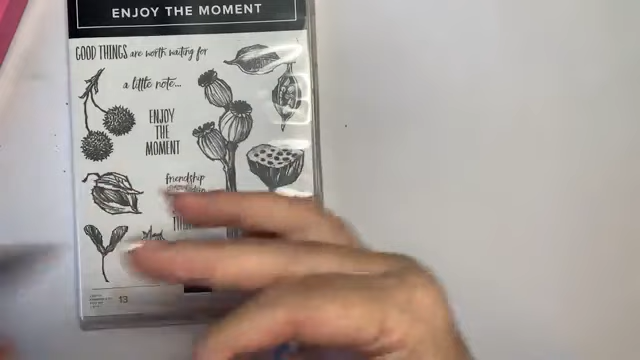 ENJOY THE MOMENT
GOOD THINGS are worth waiting for
a little note...
ENJOY
THE
MOMENT
friendship
13